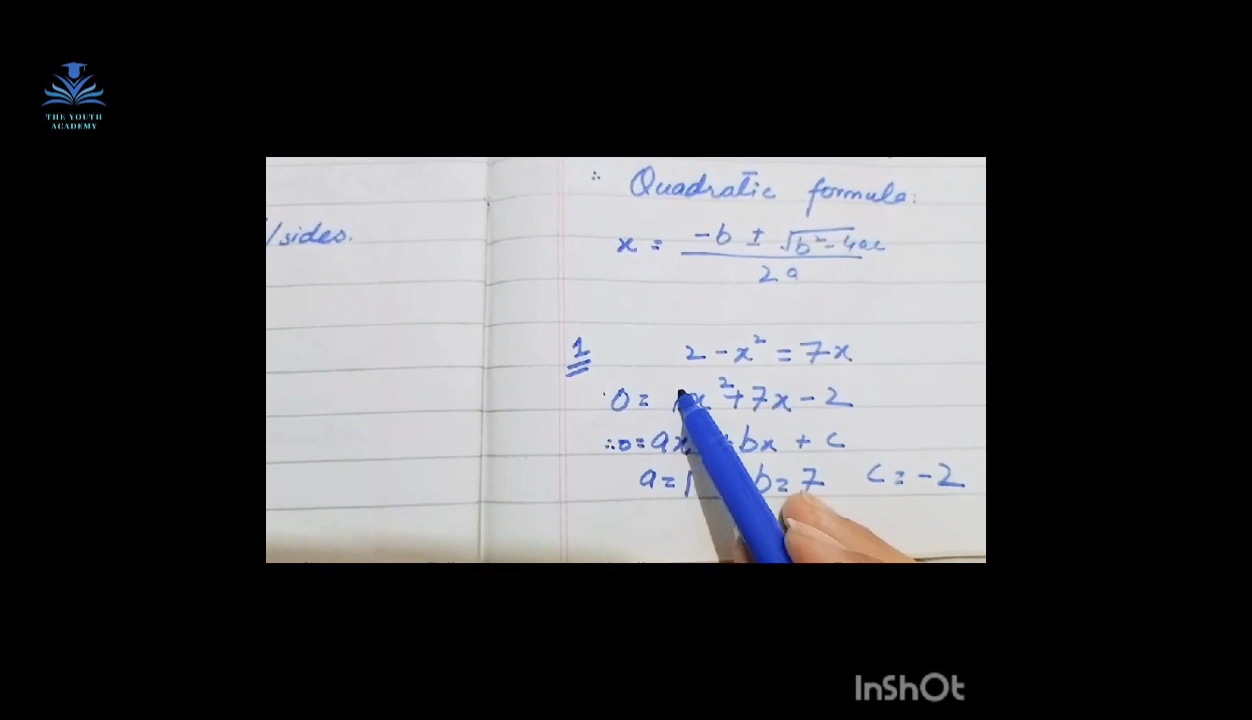 THE YOUTH
ACADEMY
/sides.
∴ Quadratic formula:
x = -b ± √b²-4ac
2a
1 2 - x² = 7x
0 = 1x² + 7x - 2
∴0 = ax² + bx + c
a = 1 b = 7 c = -2
InShOt